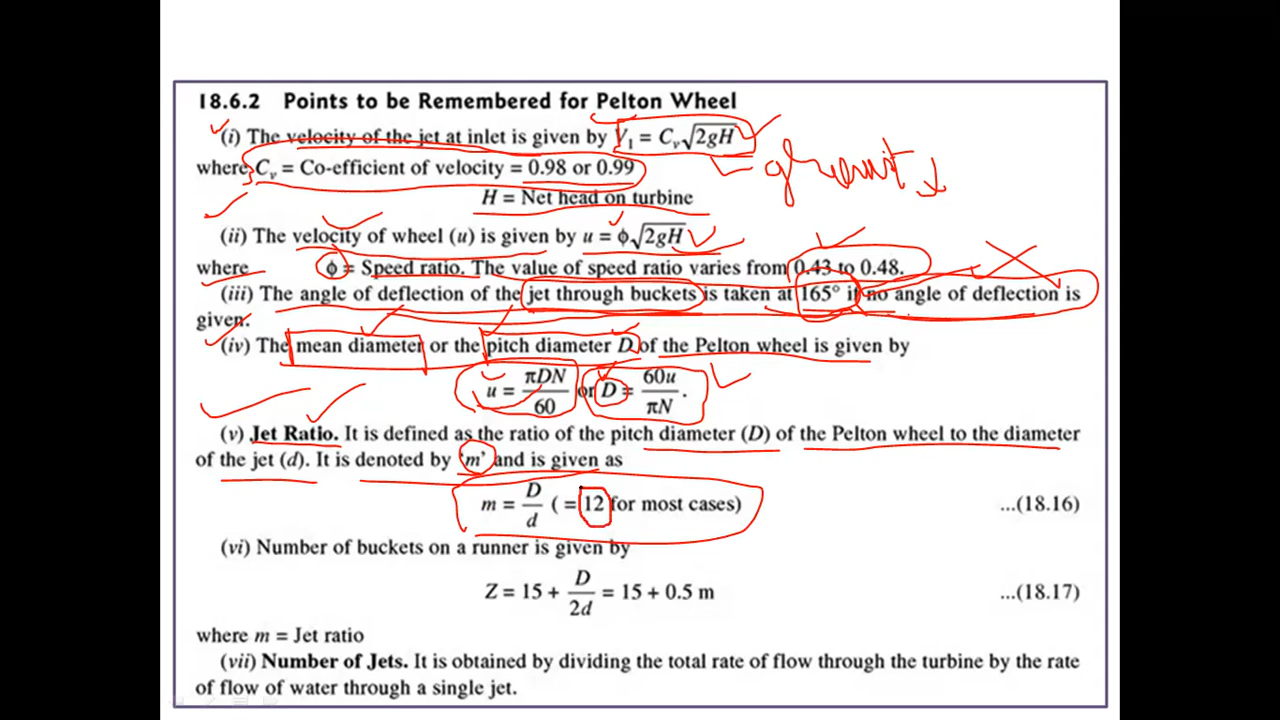 18.6.2 Points to be Remembered for Pelton Wheel
(i) The velocity of the jet at inlet is given by V₁ = Cᵥ√2gH
where Cᵥ = Co-efficient of velocity = 0.98 or 0.99
H = Net head on turbine
(ii) The velocity of wheel (u) is given by u = ϕ√2gH
where ϕ = Speed ratio. The value of speed ratio varies from 0.43 to 0.48.
(iii) The angle of deflection of the jet through buckets is taken at 165° if no angle of deflection is
given.
(iv) The mean diameter or the pitch diameter D of the Pelton wheel is given by
u = πDN/60 or D = 60u/πN.
(v) Jet Ratio. It is defined as the ratio of the pitch diameter (D) of the Pelton wheel to the diameter
of the jet (d). It is denoted by 'm' and is given as
m = D/d ( = 12 for most cases) ...(18.16)
(vi) Number of buckets on a runner is given by
Z = 15 + D/2d = 15 + 0.5 m ...(18.17)
where m = Jet ratio
(vii) Number of Jets. It is obtained by dividing the total rate of flow through the turbine by the rate
of flow of water through a single jet.